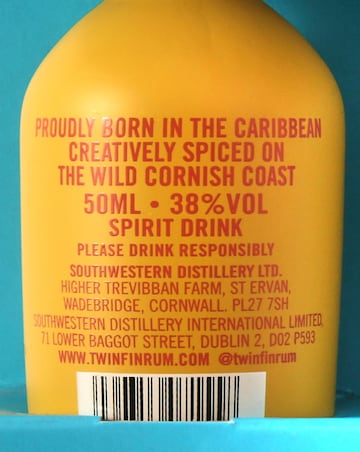 PROUDLY BORN IN THE CARIBBEAN
CREATIVELY SPICED ON
THE WILD CORNISH COAST
50ML • 38%VOL
SPIRIT DRINK
PLEASE DRINK RESPONSIBLY
SOUTHWESTERN DISTILLERY LTD.
HIGHER TREVIBBAN FARM, ST ERVAN,
WADEBRIDGE, CORNWALL. PL27 7SH
SOUTHWESTERN DISTILLERY INTERNATIONAL LIMITED,
71 LOWER BAGGOT STREET, DUBLIN 2, D02 P593
WWW.TWINFINRUM.COM @twinfinrum